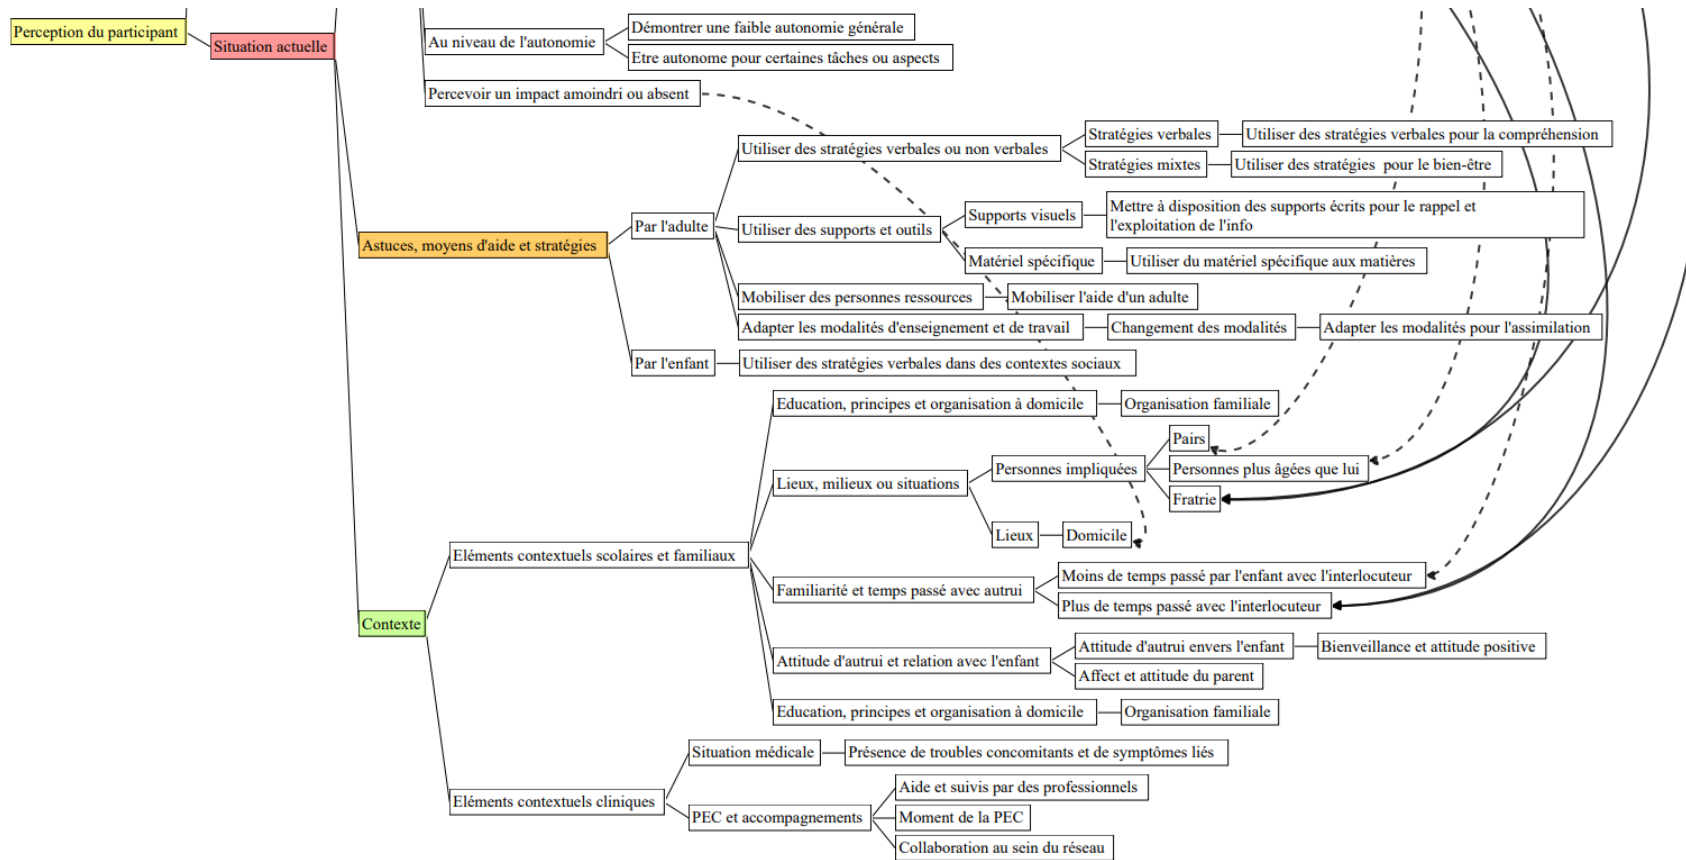 Perception du participant
Situation actuelle
Au niveau de l'autonomie
Démontrer une faible autonomie générale
Etre autonome pour certaines tâches ou aspects
Percevoir un impact amoindri ou absent
Astuces, moyens d'aide et stratégies
Par l'adulte
Utiliser des stratégies verbales ou non verbales
Stratégies verbales
Utiliser des stratégies verbales pour la compréhension
Stratégies mixtes
Utiliser des stratégies pour le bien-être
Utiliser des supports et outils
Supports visuels
Mettre à disposition des supports écrits pour le rappel et
l'exploitation de l'info
Matériel spécifique
Utiliser du matériel spécifique aux matières
Mobiliser des personnes ressources
Mobiliser l'aide d'un adulte
Adapter les modalités d'enseignement et de travail
Changement des modalités
Adapter les modalités pour l'assimilation
Par l'enfant
Utiliser des stratégies verbales dans des contextes sociaux
Contexte
Eléments contextuels scolaires et familiaux
Education, principes et organisation à domicile
Organisation familiale
Lieux, milieux ou situations
Personnes impliquées
Pairs
Personnes plus âgées que lui
Fratrie
Lieux
Domicile
Familiarité et temps passé avec autrui
Moins de temps passé par l'enfant avec l'interlocuteur
Plus de temps passé avec l'interlocuteur
Attitude d'autrui et relation avec l'enfant
Attitude d'autrui envers l'enfant
Bienveillance et attitude positive
Affect et attitude du parent
Education, principes et organisation à domicile
Organisation familiale
Eléments contextuels cliniques
Situation médicale
Présence de troubles concomitants et de symptômes liés
PEC et accompagnements
Aide et suivis par des professionnels
Moment de la PEC
Collaboration au sein du réseau